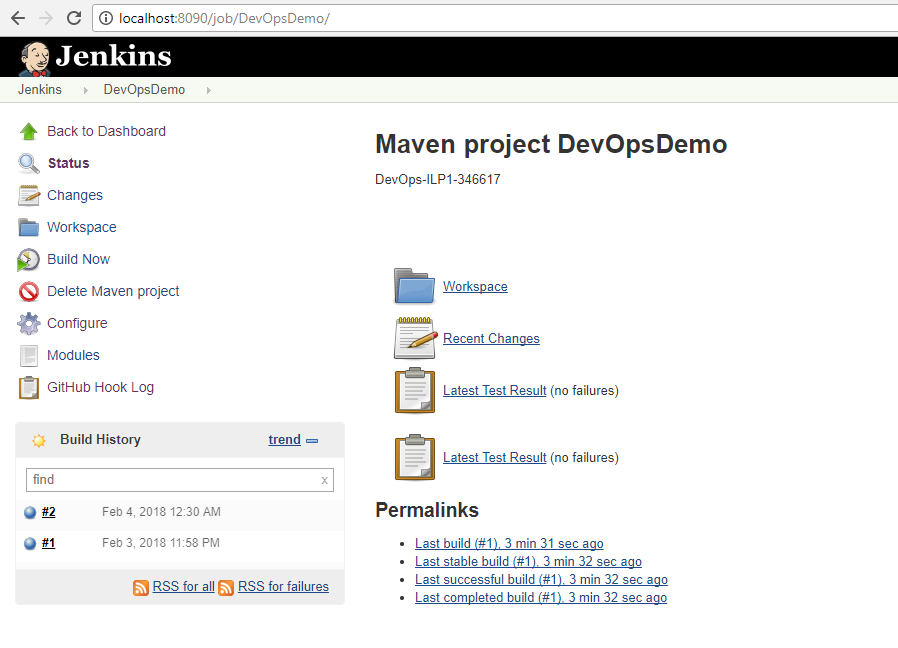 localhost:8090/job/DevOpsDemo/
Jenkins
Jenkins DevOpsDemo
Back to Dashboard
Status
Changes
Workspace
Build Now
Delete Maven project
Configure
Modules
GitHub Hook Log
Build History trend
find x
#2 Feb 4, 2018 12:30 AM
#1 Feb 3, 2018 11:58 PM
RSS for all RSS for failures
Maven project DevOpsDemo
DevOps-ILP1-346617
Workspace
Recent Changes
Latest Test Result (no failures)
Latest Test Result (no failures)
Permalinks
Last build (#1), 3 min 31 sec ago
Last stable build (#1), 3 min 32 sec ago
Last successful build (#1), 3 min 32 sec ago
Last completed build (#1), 3 min 32 sec ago